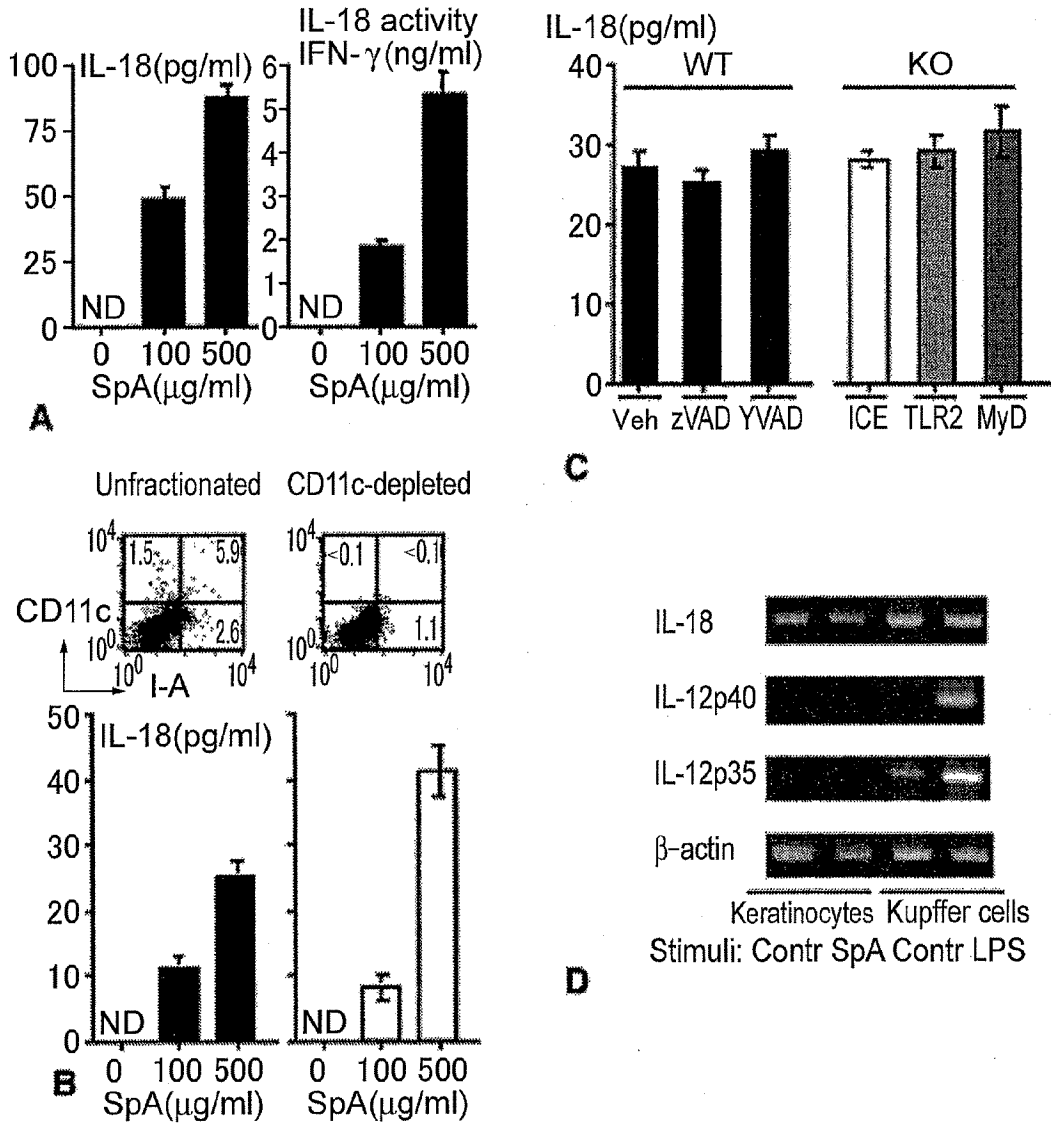 IL-18(pg/ml)
100
75
50
25
0
ND
0 100 500
SpA(μg/ml)
IL-18 activity
IFN-γ(ng/ml)
6
5
4
3
2
1
0
ND
0 100 500
SpA(μg/ml)
A
IL-18(pg/ml)
40
30
20
10
0
WT
KO
Veh zVAD YVAD
ICE TLR2 MyD
C
Unfractionated
CD11c-depleted
10⁴
1.5
5.9
CD11c
2.6
10⁰
10⁰
10⁴
I-A
10⁴
<0.1
<0.1
1.1
10⁰
10⁰
10⁴
50
40
30
20
10
0
IL-18(pg/ml)
ND
0 100 500
SpA(μg/ml)
ND
0 100 500
SpA(μg/ml)
B
IL-18
IL-12p40
IL-12p35
β-actin
Keratinocytes Kupffer cells
Stimuli: Contr SpA Contr LPS
D